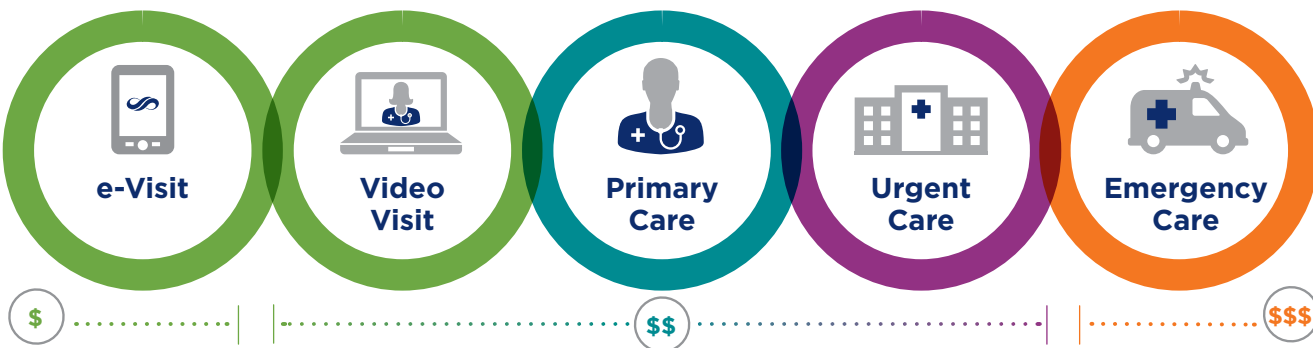 e-Visit
Video
Visit
Primary
Care
Urgent
Care
Emergency
Care
$
$$
$$$